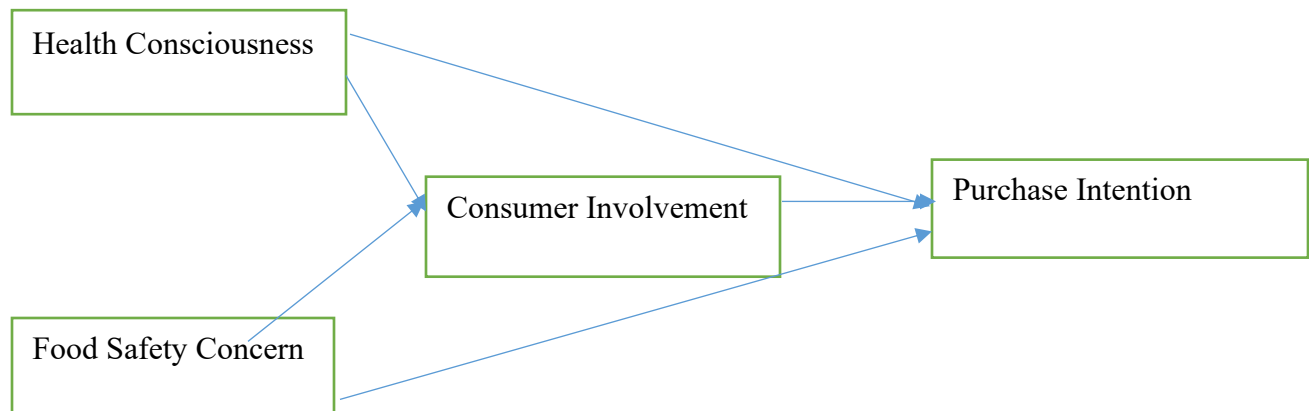 Health Consciousness
Purchase Intention
Consumer Involvement
Food Safety Concern